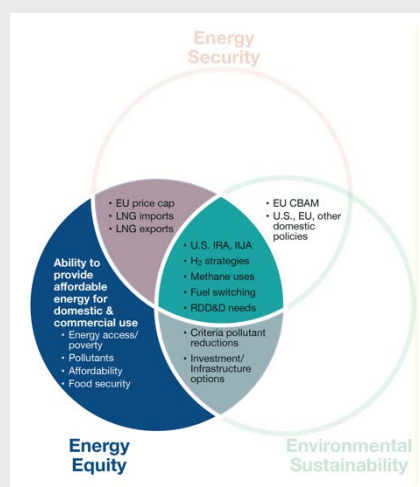 Energy
Security
• EU price cap
• LNG imports
• LNG exports
• EU CBAM
• U.S., EU, other
domestic
policies
• U.S. IRA, IIJA
• H₂ strategies
• Methane uses
• Fuel switching
• RDD&D needs
Ability to
provide
affordable
energy for
domestic &
commercial use
• Energy access/
poverty
• Pollutants
• Affordability
• Food security
• Criteria pollutant
reductions
• Investment/
Infrastructure
options
Energy
Equity
Environmental
Sustainability